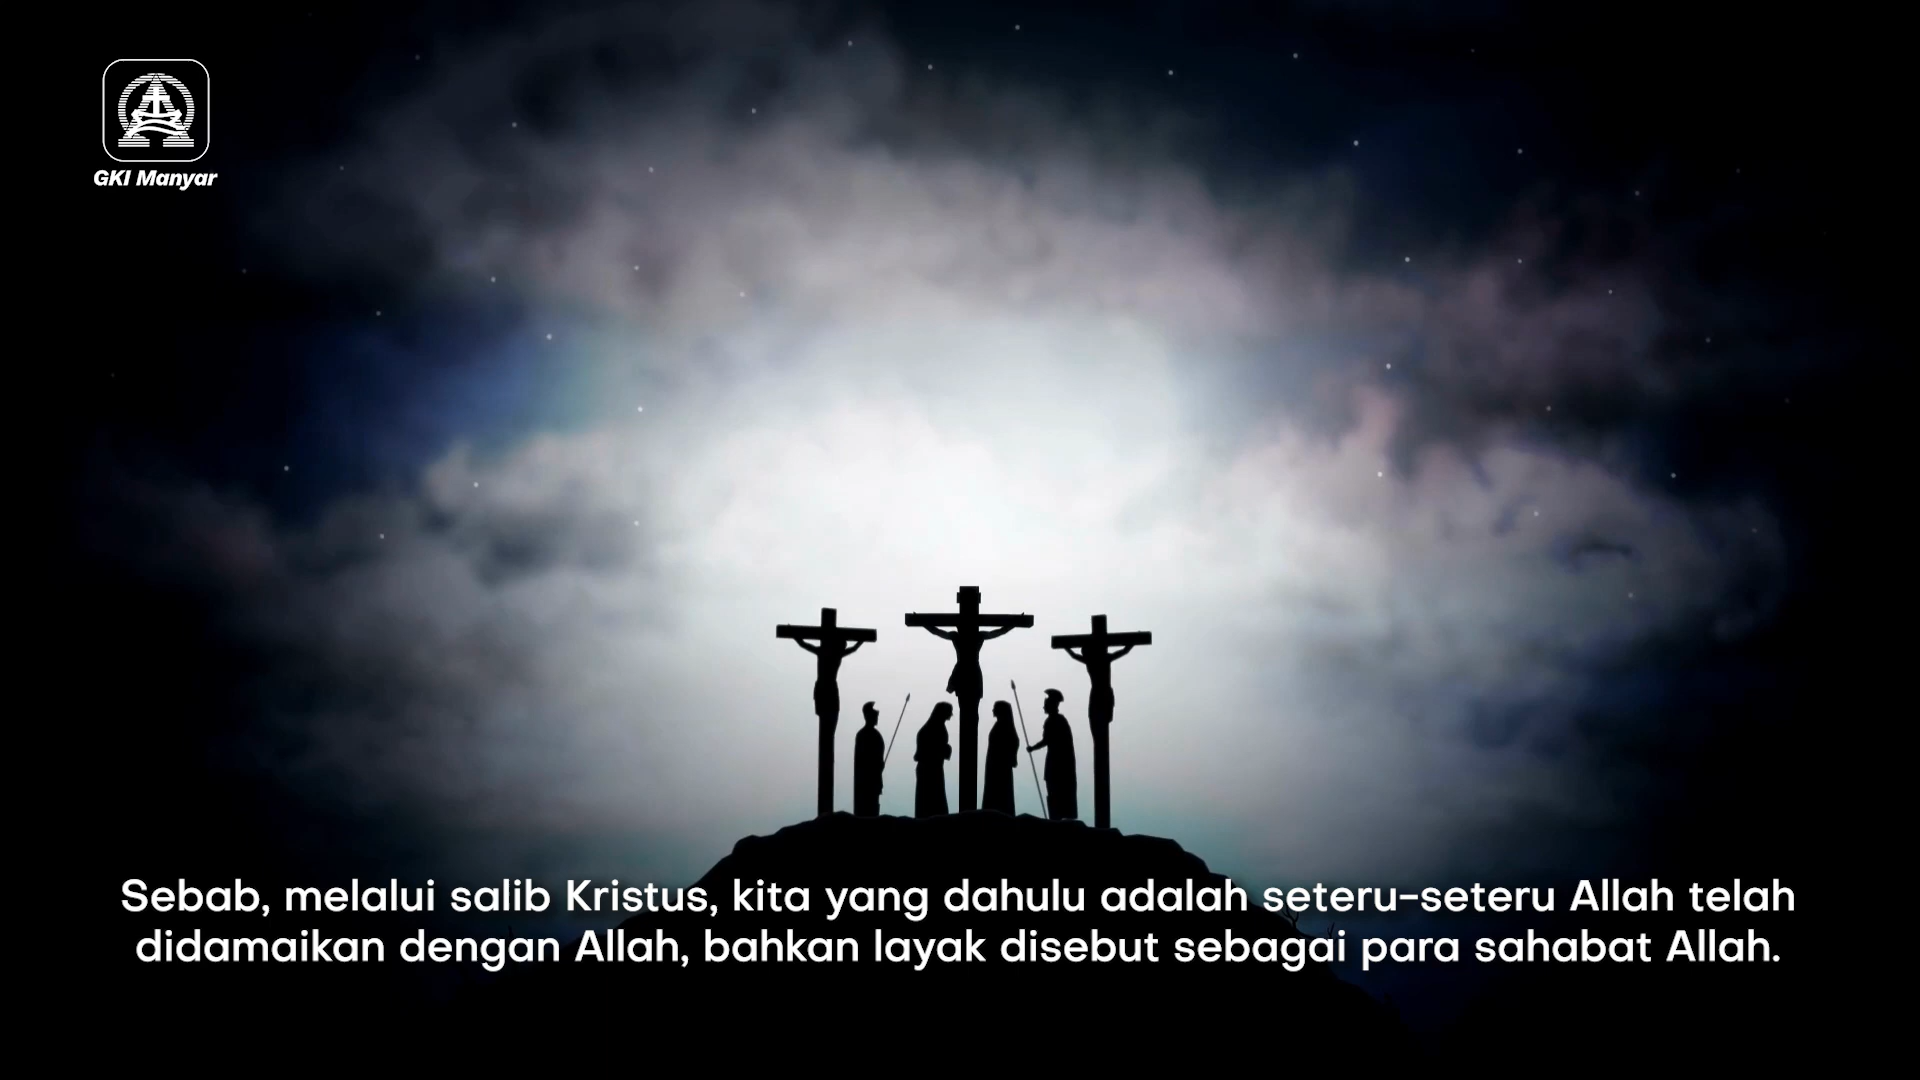 GKI Manyar
Sebab, melalui salib Kristus, kita yang dahulu adalah seteru-seteru Allah telah
didamaikan dengan Allah, bahkan layak disebut sebagai para sahabat Allah.